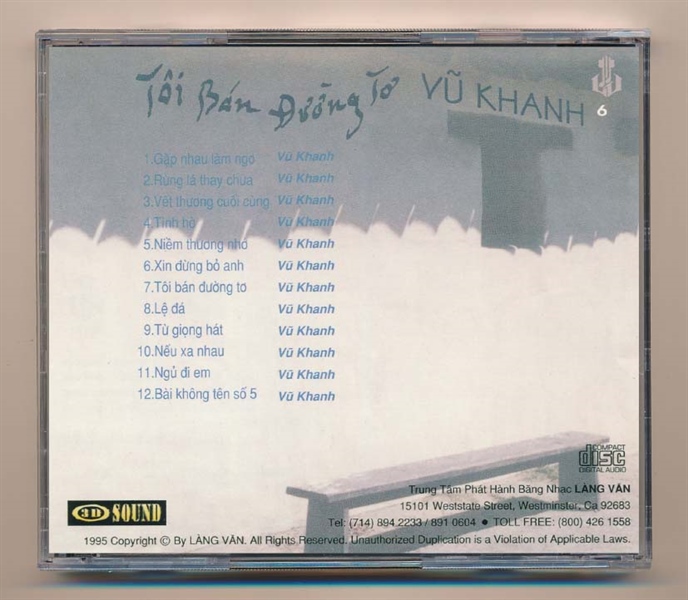 Tôi Bán Đường Tơ VŨ KHANH
6
1.Gặp nhau làm ngơ Vũ Khanh
2.Rưng lá thay chưa Vũ Khanh
3.Vết thương cuối cùng Vũ Khanh
4.Tình bơ Vũ Khanh
5.Niềm thương nhớ Vũ Khanh
6.Xin đừng bỏ anh Vũ Khanh
7.Tôi bán đường tơ Vũ Khanh
8.Lệ đá Vũ Khanh
9.Từ giọng hát Vũ Khanh
10.Nếu xa nhau Vũ Khanh
11.Ngủ đi em Vũ Khanh
12.Bài không tên số 5 Vũ Khanh
COMPACT
disc
DIGITAL AUDIO
3D SOUND
Trung Tâm Phát Hành Băng Nhạc LÀNG VĂN
15101 Weststate Street, Westminster, Ca 92683
Tel: (714) 894 2233 / 891 0604 ● TOLL FREE: (800) 426 1558
1995 Copyright © By LÀNG VĂN. All Rights Reserved. Unauthorized Duplication is a Violation of Applicable Laws.